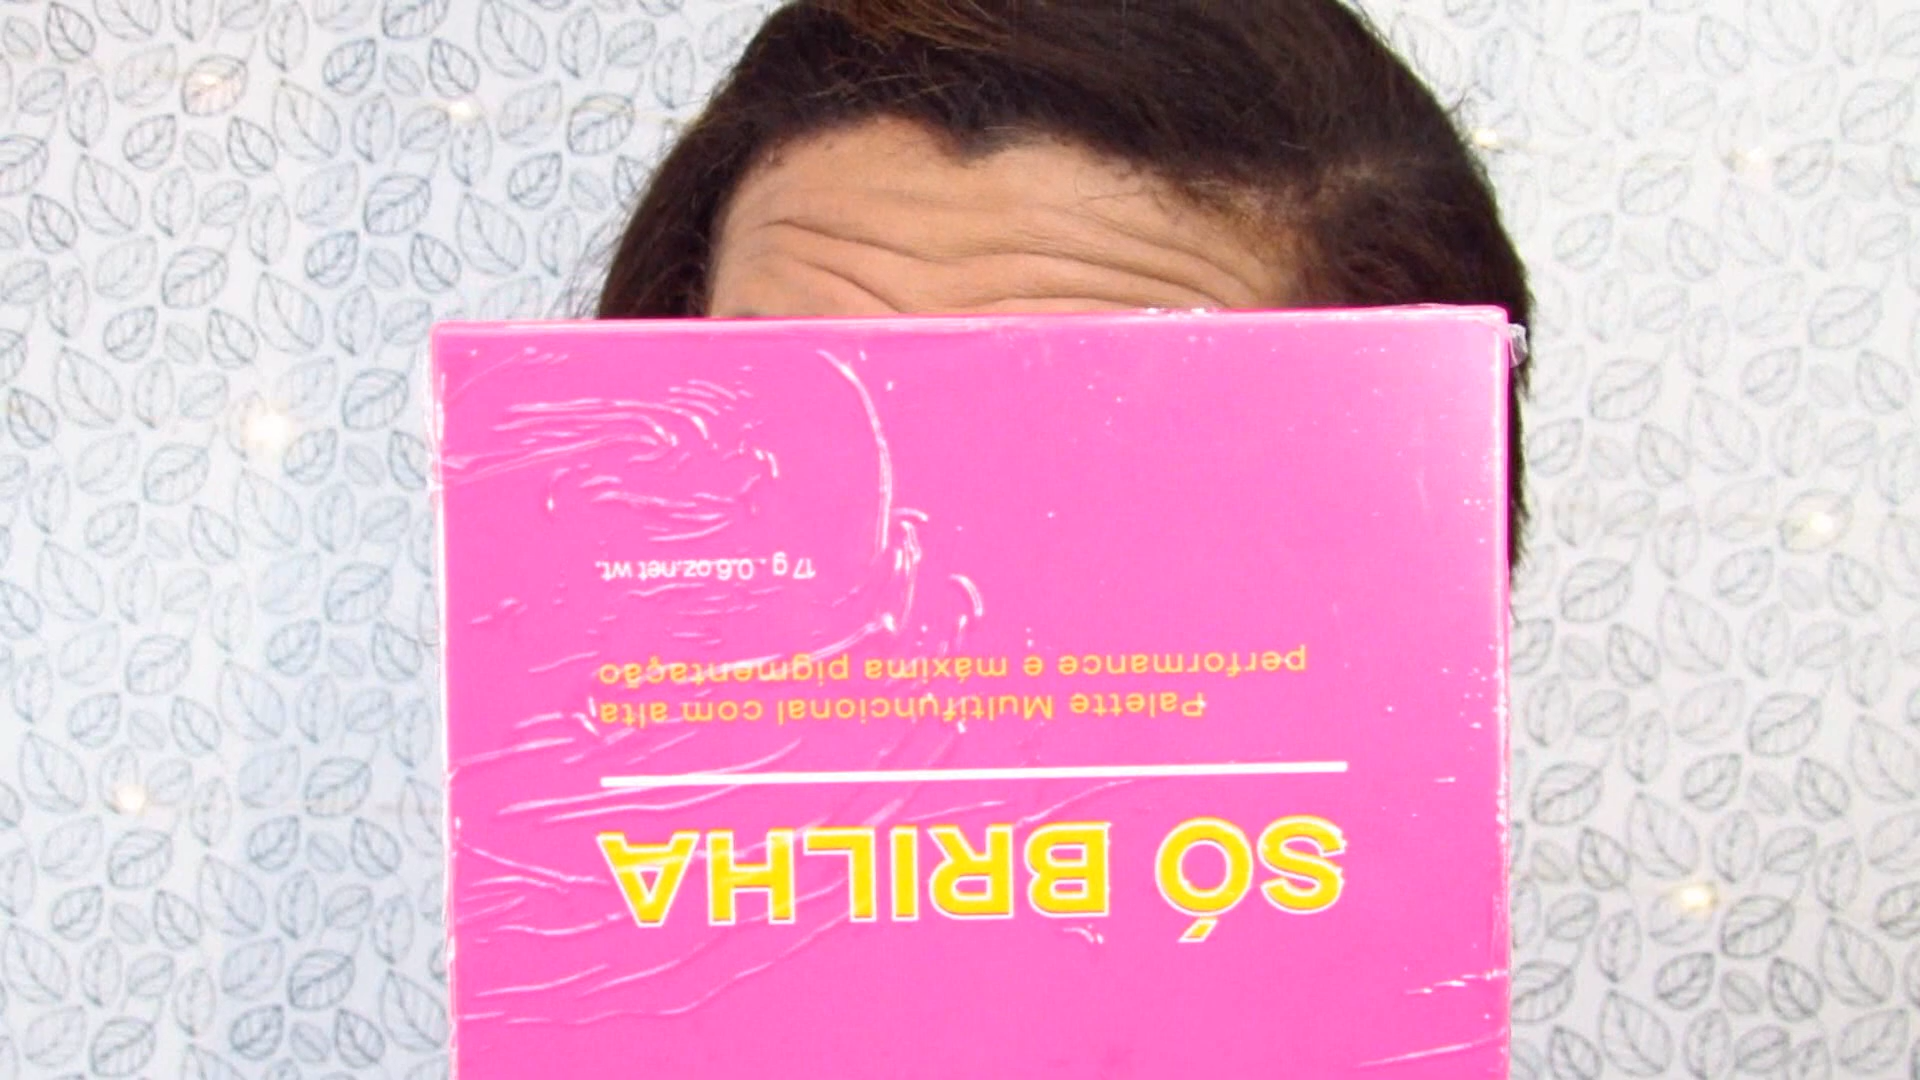 SÓ BRILHA
Palette Multifuncional com alta
performance e máxima pigmentação
17 g . 0.6 oz.net wt.